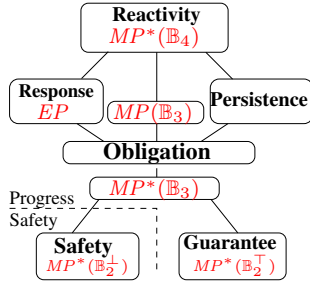 Reactivity
MP*(𝔹₄)
Response
EP
MP(𝔹₃)
Persistence
Obligation
MP*(𝔹₃)
Progress
Safety
Safety
MP*(𝔹₂^⊥)
Guarantee
MP*(𝔹₂^⊤)